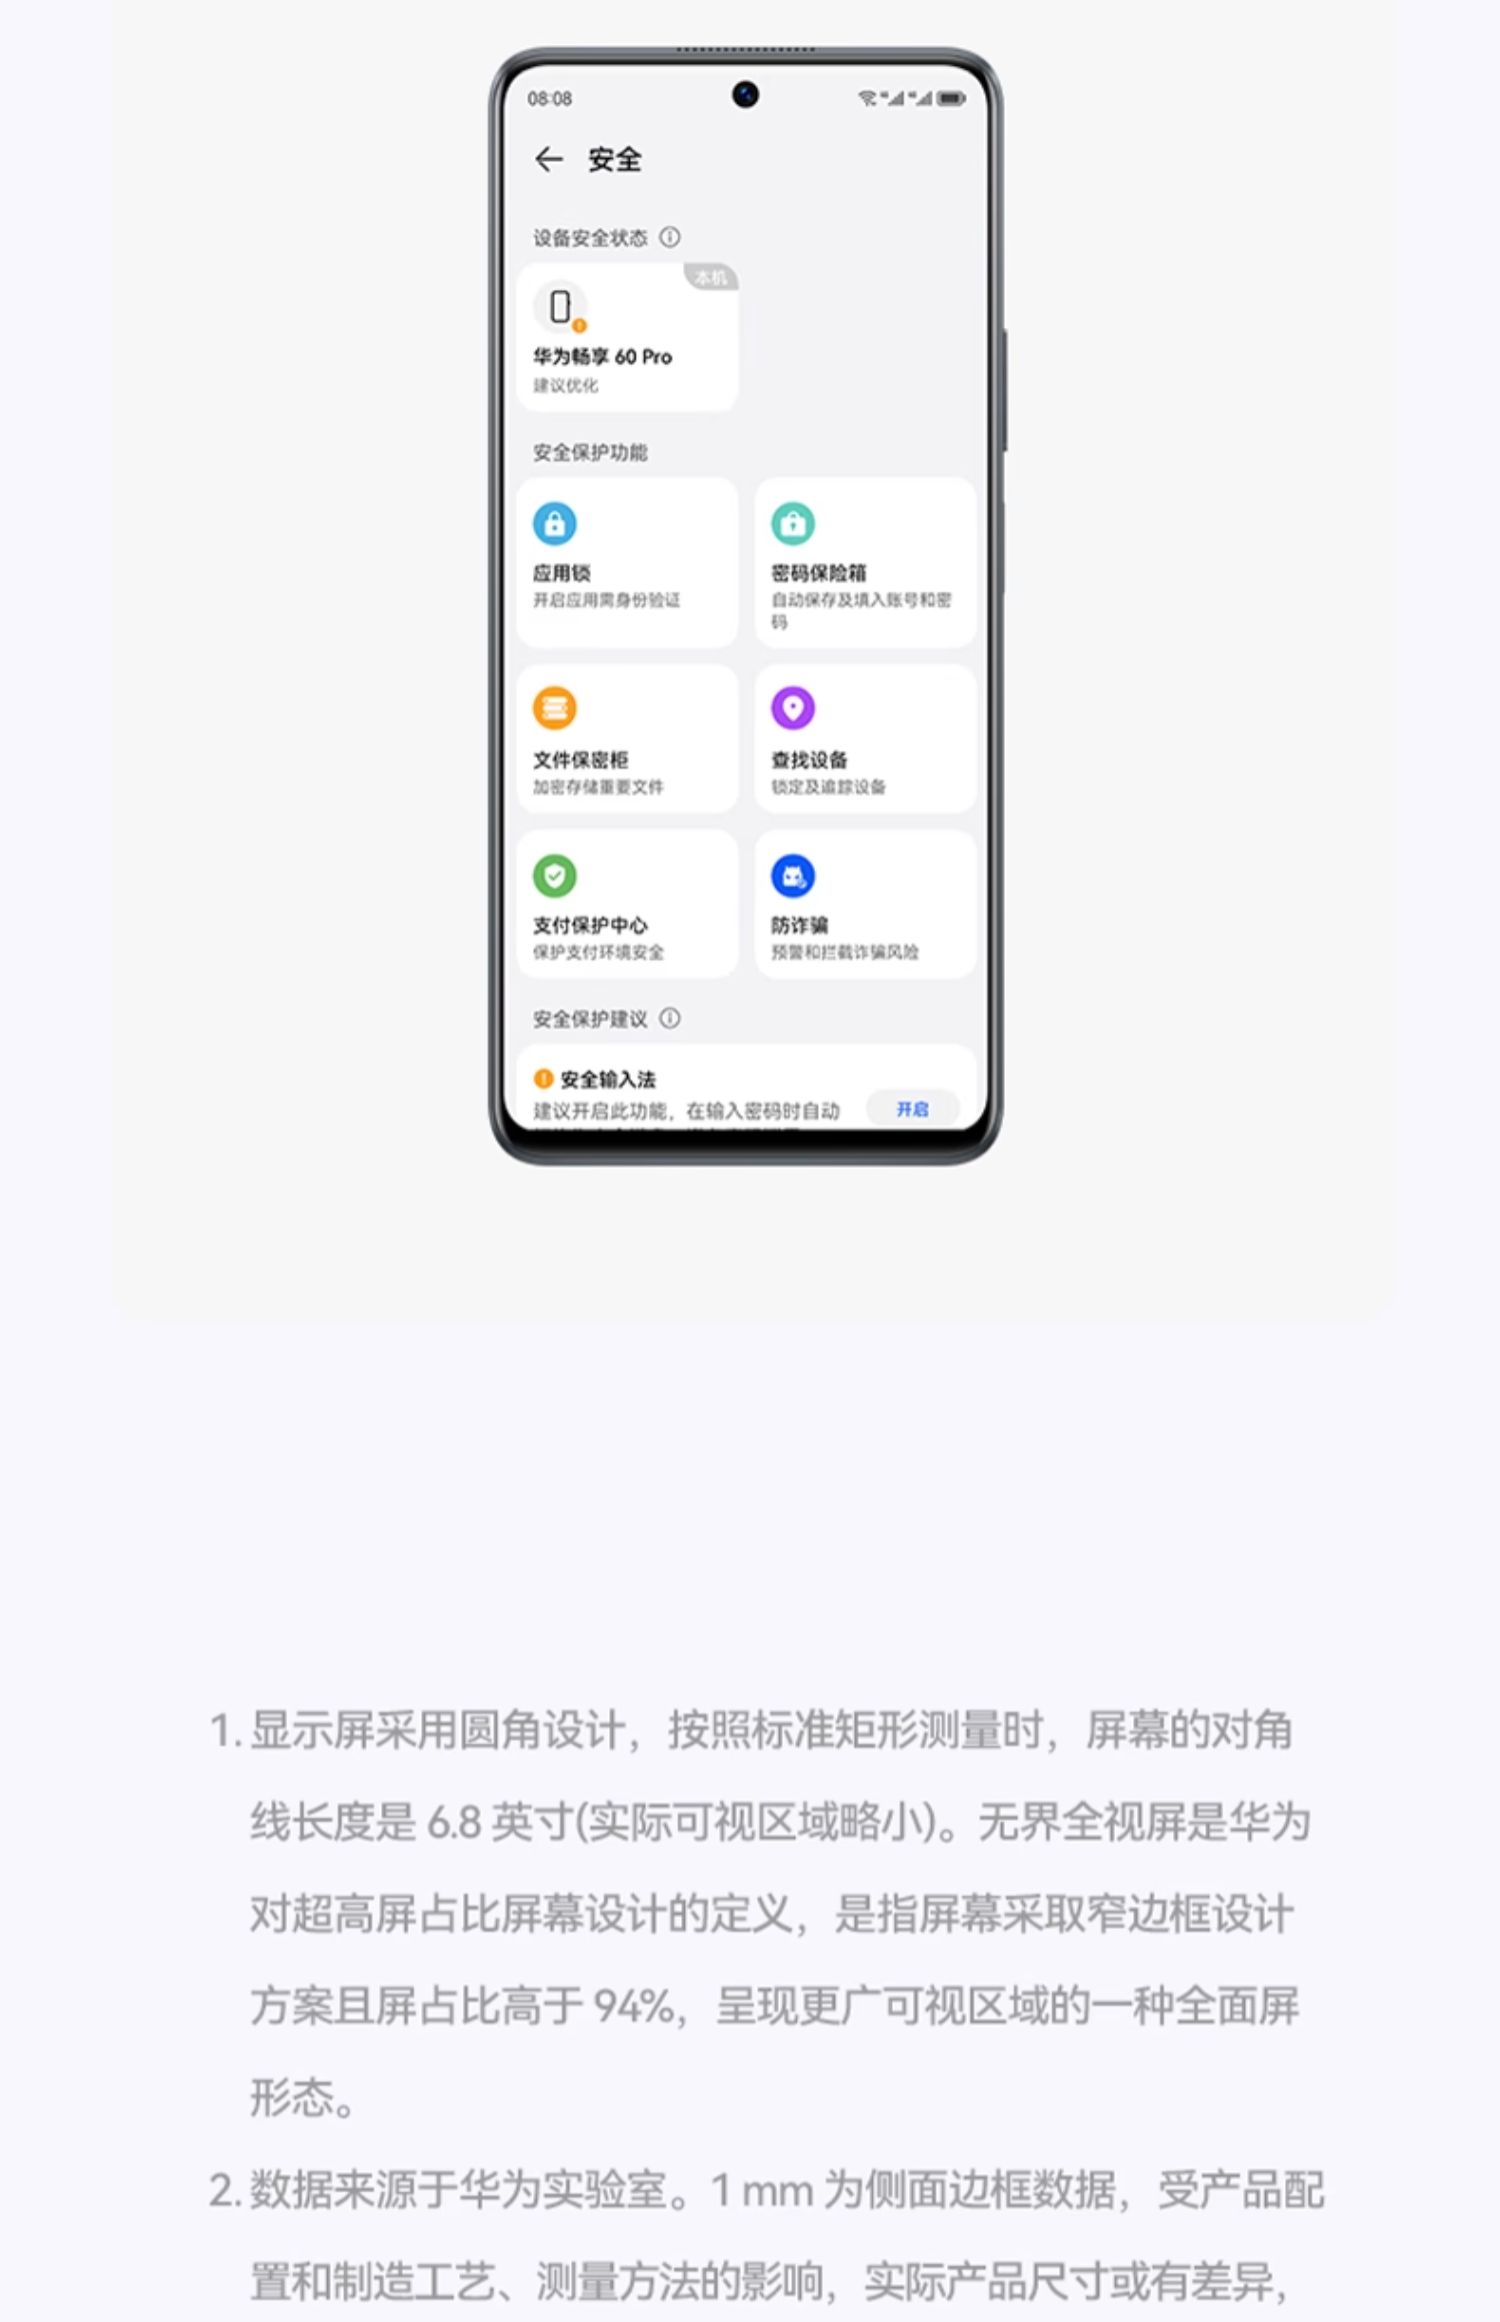 08:08
安全
设备安全状态
本机
华为畅享 60 Pro
建议优化
安全保护功能
应用锁
开启应用需身份验证
密码保险箱
自动保存及填入账号和密
码
文件保密柜
加密存储重要文件
查找设备
锁定及追踪设备
支付保护中心
保护支付环境安全
防诈骗
预警和拦截诈骗风险
安全保护建议
安全输入法
建议开启此功能，在输入密码时自动
开启
1. 显示屏采用圆角设计，按照标准矩形测量时，屏幕的对角
线长度是 6.8 英寸(实际可视区域略小)。无界全视屏是华为
对超高屏占比屏幕设计的定义，是指屏幕采取窄边框设计
方案且屏占比高于 94%，呈现更广可视区域的一种全面屏
形态。
2. 数据来源于华为实验室。1 mm 为侧面边框数据，受产品配
置和制造工艺、测量方法的影响，实际产品尺寸或有差异，